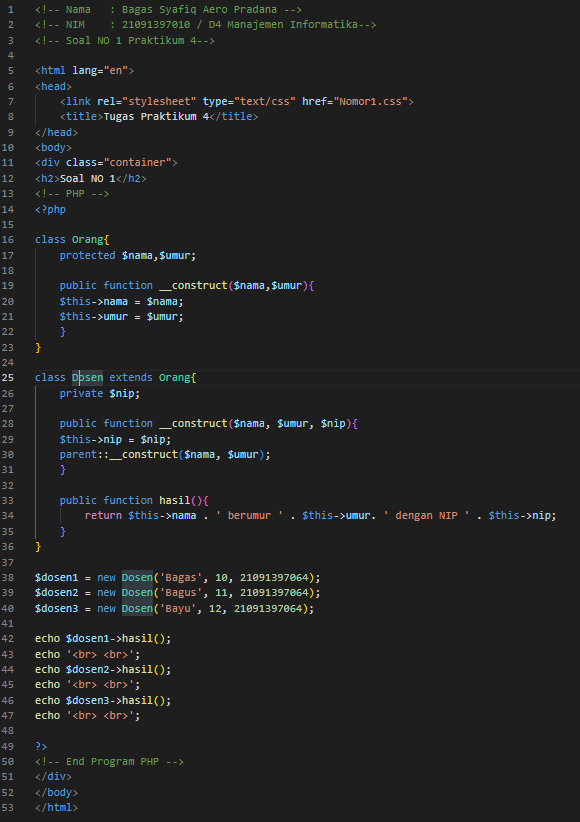 1 <!-- Nama   : Bagas Syafiq Aero Pradana -->
2 <!-- NIM    : 21091397010 / D4 Manajemen Informatika-->
3 <!-- Soal NO 1 Praktikum 4-->
4
5 <html lang="en">
6 <head>
7     <link rel="stylesheet" type="text/css" href="Nomor1.css">
8     <title>Tugas Praktikum 4</title>
9 </head>
10 <body>
11 <div class="container">
12 <h2>Soal NO 1</h2>
13 <!-- PHP -->
14 <?php
15
16 class Orang{
17     protected $nama,$umur;
18
19     public function __construct($nama,$umur){
20     $this->nama = $nama;
21     $this->umur = $umur;
22     }
23 }
24
25 class Dosen extends Orang{
26     private $nip;
27
28     public function __construct($nama, $umur, $nip){
29     $this->nip = $nip;
30     parent::__construct($nama, $umur);
31     }
32
33     public function hasil(){
34         return $this->nama . ' berumur ' . $this->umur. ' dengan NIP ' . $this->nip;
35     }
36 }
37
38 $dosen1 = new Dosen('Bagas', 10, 21091397064);
39 $dosen2 = new Dosen('Bagus', 11, 21091397064);
40 $dosen3 = new Dosen('Bayu', 12, 21091397064);
41
42 echo $dosen1->hasil();
43 echo '<br> <br>';
44 echo $dosen2->hasil();
45 echo '<br> <br>';
46 echo $dosen3->hasil();
47 echo '<br> <br>';
48
49 ?>
50 <!-- End Program PHP -->
51 </div>
52 </body>
53 </html>